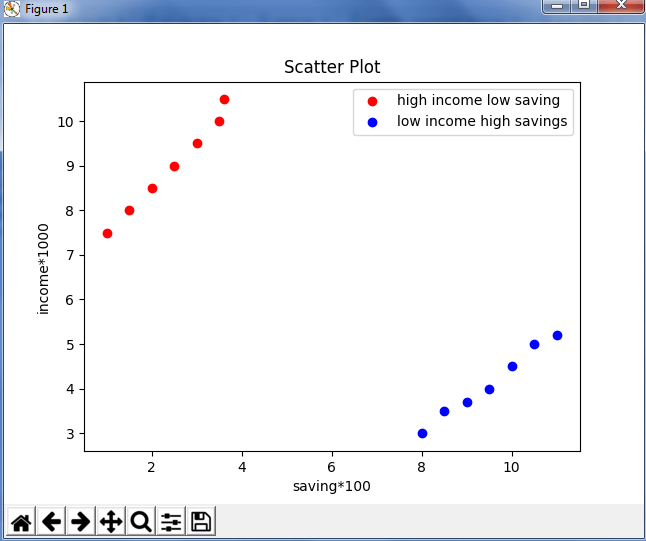 Figure 1
Scatter Plot
high income low saving
low income high savings
10
9
8
7
6
5
4
3
income*1000
2 4 6 8 10
saving*100